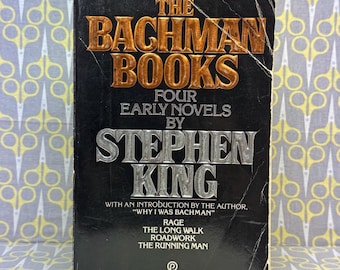 THE
BACHMAN
BOOKS
FOUR
EARLY NOVELS
BY
STEPHEN
KING
WITH AN INTRODUCTION BY THE AUTHOR,
"WHY I WAS BACHMAN"
RAGE
THE LONG WALK
ROADWORK
THE RUNNING MAN